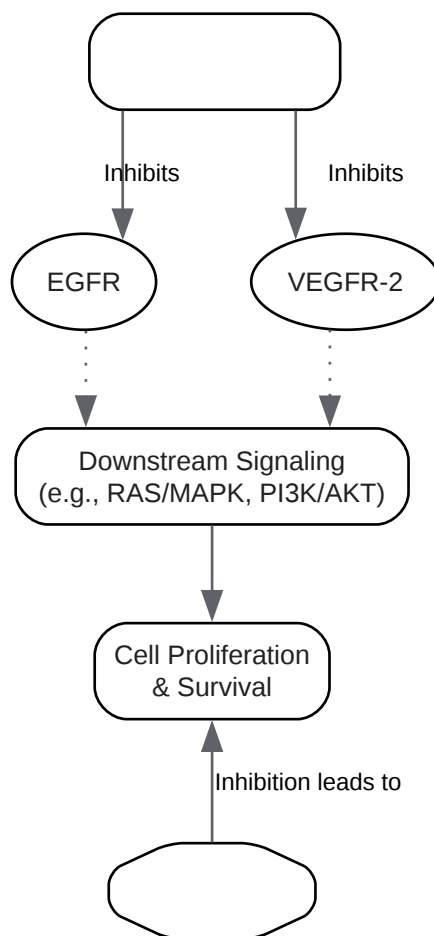 Inhibits
Inhibits
EGFR
VEGFR-2
Downstream Signaling
(e.g., RAS/MAPK, PI3K/AKT)
Cell Proliferation
& Survival
Inhibition leads to